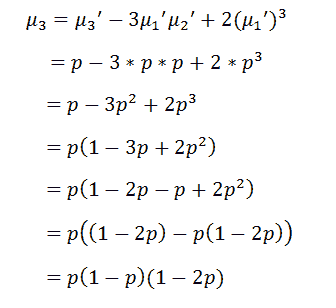 μ₃ = μ₃′ − 3μ₁′μ₂′ + 2(μ₁′)³
= p − 3 ∗ p ∗ p + 2 ∗ p³
= p − 3p² + 2p³
= p(1 − 3p + 2p²)
= p(1 − 2p − p + 2p²)
= p((1 − 2p) − p(1 − 2p))
= p(1 − p)(1 − 2p)